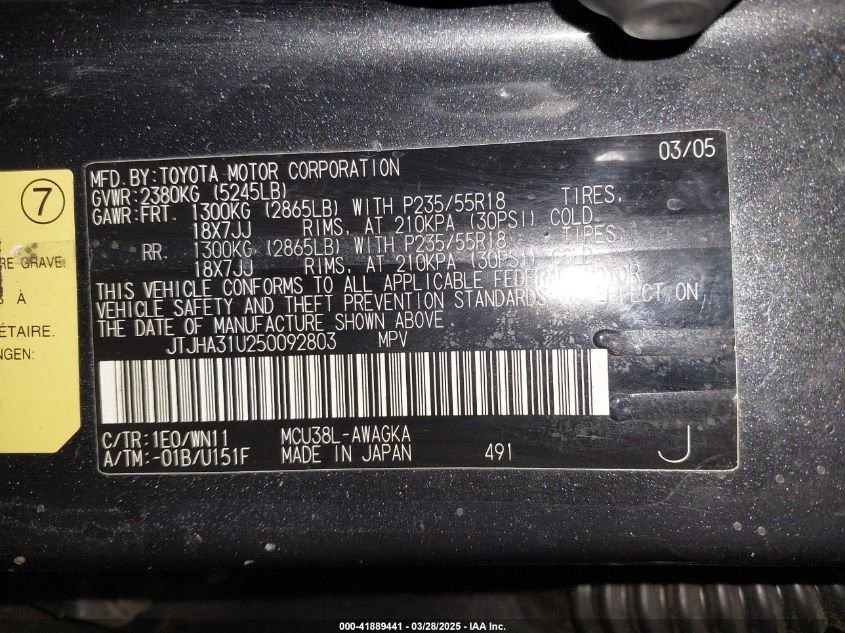 7
RE GRAVE.
À
ÉTAIRE.
NGEN:
MFD. BY: TOYOTA MOTOR CORPORATION 03/05
GVWR: 2380KG (5245LB)
GAWR: FRT. 1300KG (2865LB) WITH P235/55R18 TIRES,
18X7JJ RIMS, AT 210KPA (30PSI) COLD.
RR. 1300KG (2865LB) WITH P235/55R18 TIRES,
18X7JJ RIMS, AT 210KPA (30PSI) COLD.
THIS VEHICLE CONFORMS TO ALL APPLICABLE FEDERAL MOTOR
VEHICLE SAFETY AND THEFT PREVENTION STANDARDS IN EFFECT ON
THE DATE OF MANUFACTURE SHOWN ABOVE
JTJHA31U250092803 MPV
C/TR: 1E0/WN11 MCU38L-AWAGKA
A/TM: -01B/U151F MADE IN JAPAN 491 J
000-41889441 - 03/28/2025 - IAA Inc.